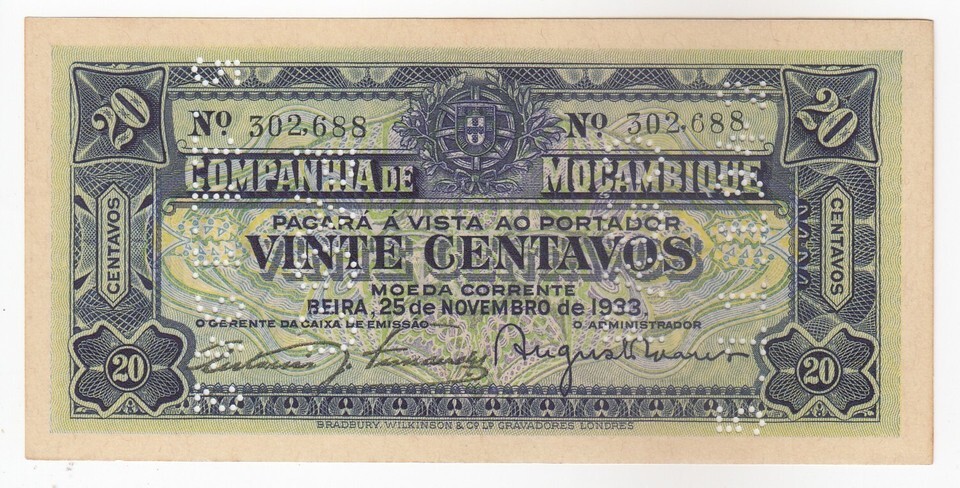 20 20
Nº 302,688 Nº 302,688
COMPANHIA DE MOÇAMBIQUE
PAGARÁ Á VISTA AO PORTADOR
VINTE CENTAVOS
MOEDA CORRENTE
BEIRA, 25 de NOVEMBRO de 1933.
O GERENTE DA CAIXA DE EMISSÃO O ADMINISTRADOR
CENTAVOS CENTAVOS
20 20
BRADBURY, WILKINSON & Cº Lº GRAVADORES LONDRES